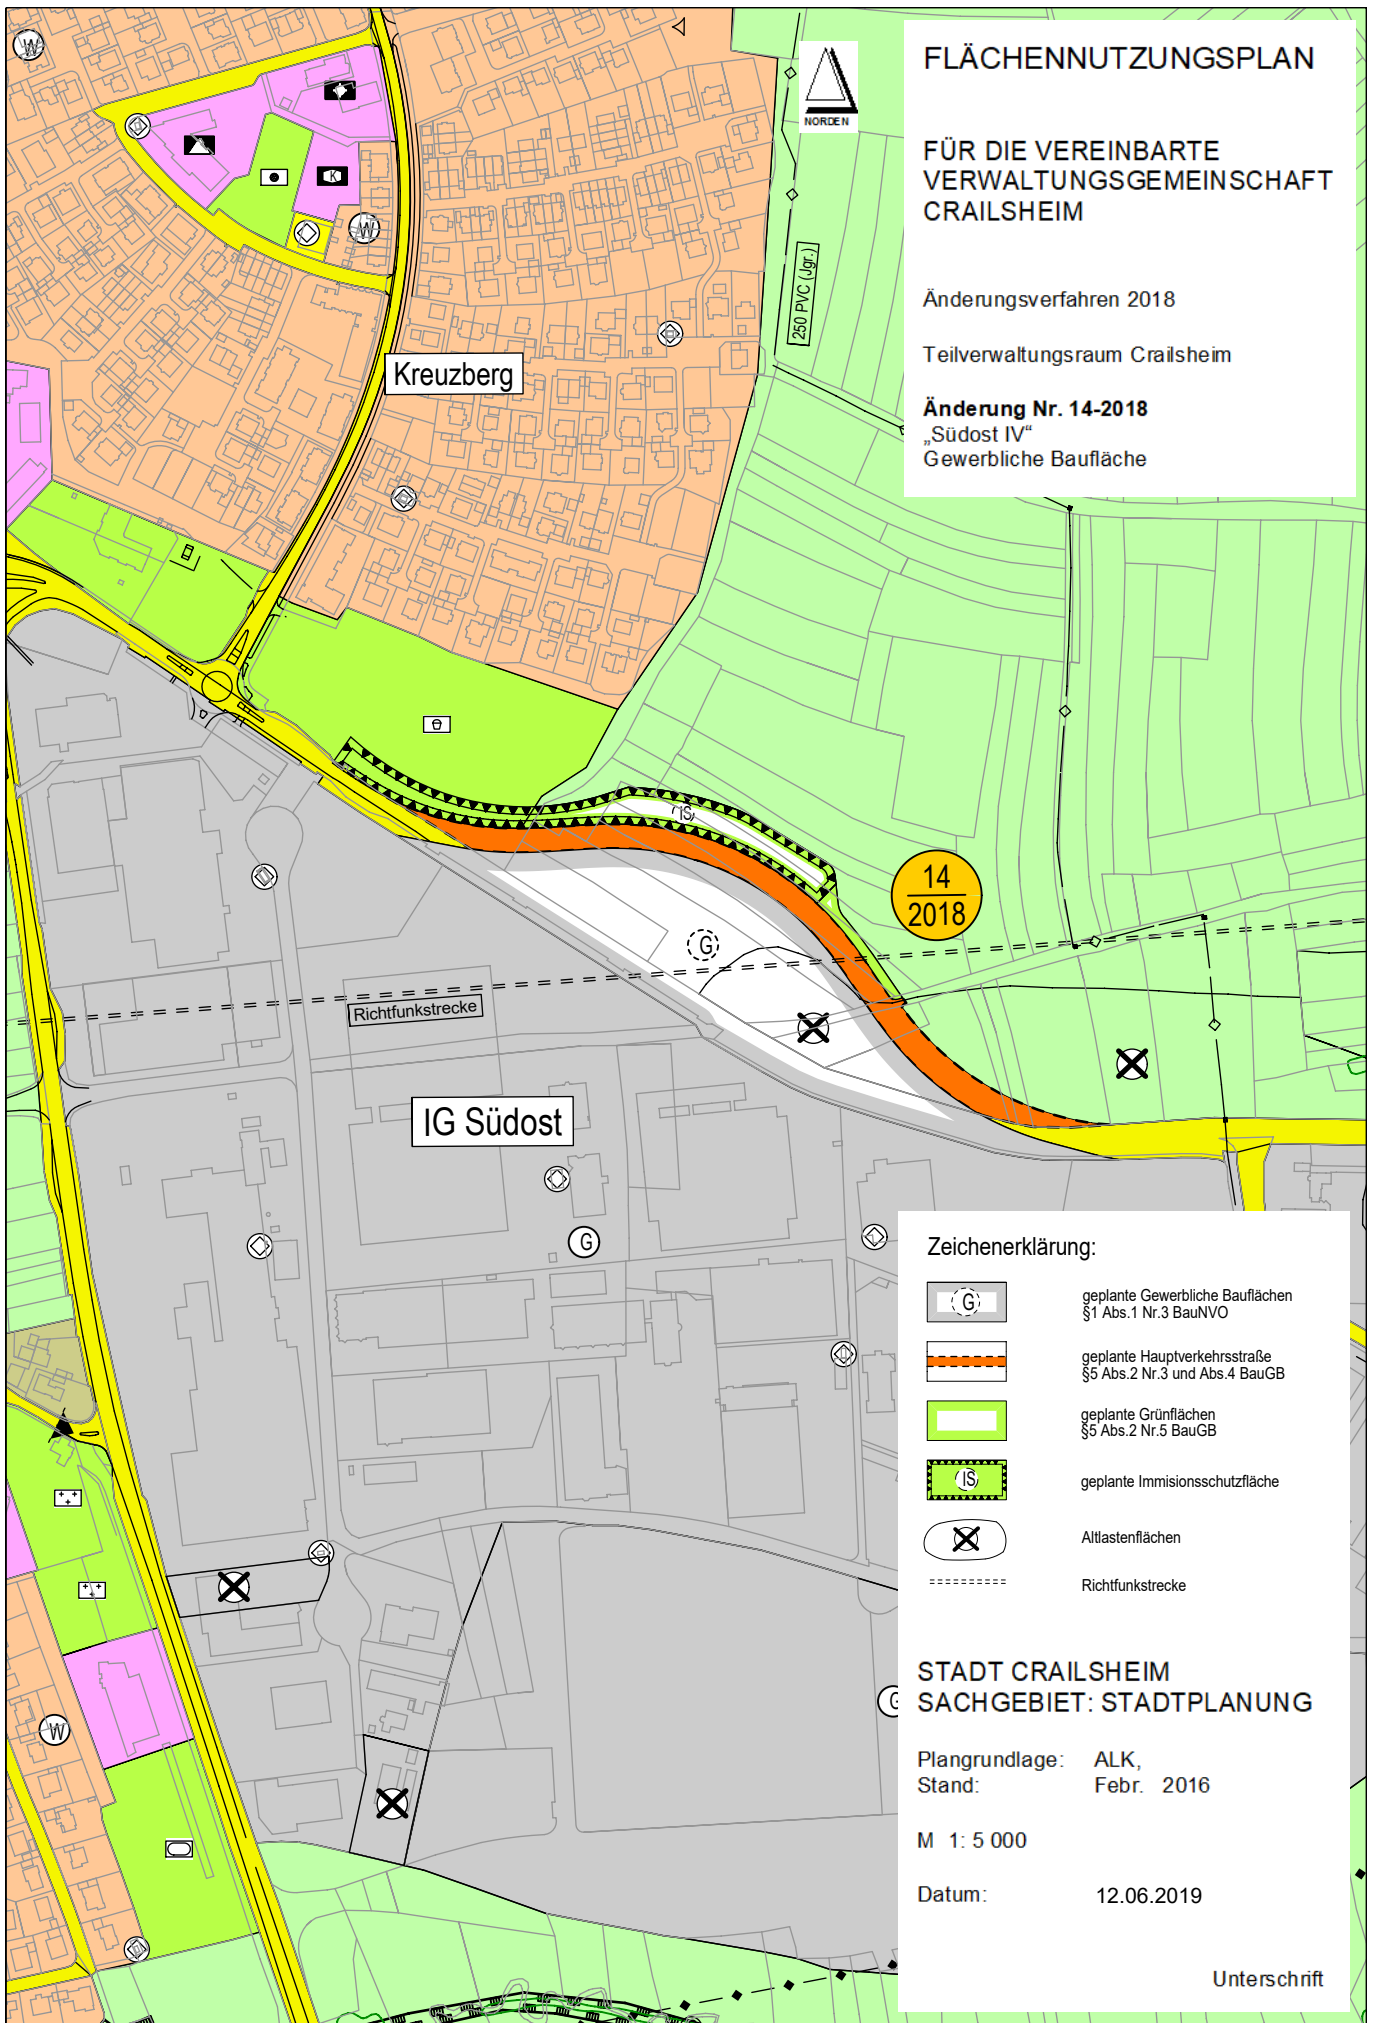 FLÄCHENNUTZUNGSPLAN
FÜR DIE VEREINBARTE
VERWALTUNGSGEMEINSCHAFT
CRAILSHEIM
Änderungsverfahren 2018
Teilverwaltungsraum Crailsheim
Änderung Nr. 14-2018
„Südost IV“
Gewerbliche Baufläche
NORDEN
W
K
W
250 PVC (Jgr.)
Kreuzberg
IS
14
2018
G
Richtfunkstrecke
IG Südost
G
G
W
Zeichenerklärung:
G
geplante Gewerbliche Bauflächen
§1 Abs.1 Nr.3 BauNVO
geplante Hauptverkehrsstraße
§5 Abs.2 Nr.3 und Abs.4 BauGB
geplante Grünflächen
§5 Abs.2 Nr.5 BauGB
IS
geplante Immisionsschutzfläche
Altlastenflächen
Richtfunkstrecke
STADT CRAILSHEIM
SACHGEBIET: STADTPLANUNG
Plangrundlage: ALK,
Stand: Febr. 2016
M 1: 5 000
Datum: 12.06.2019
Unterschrift